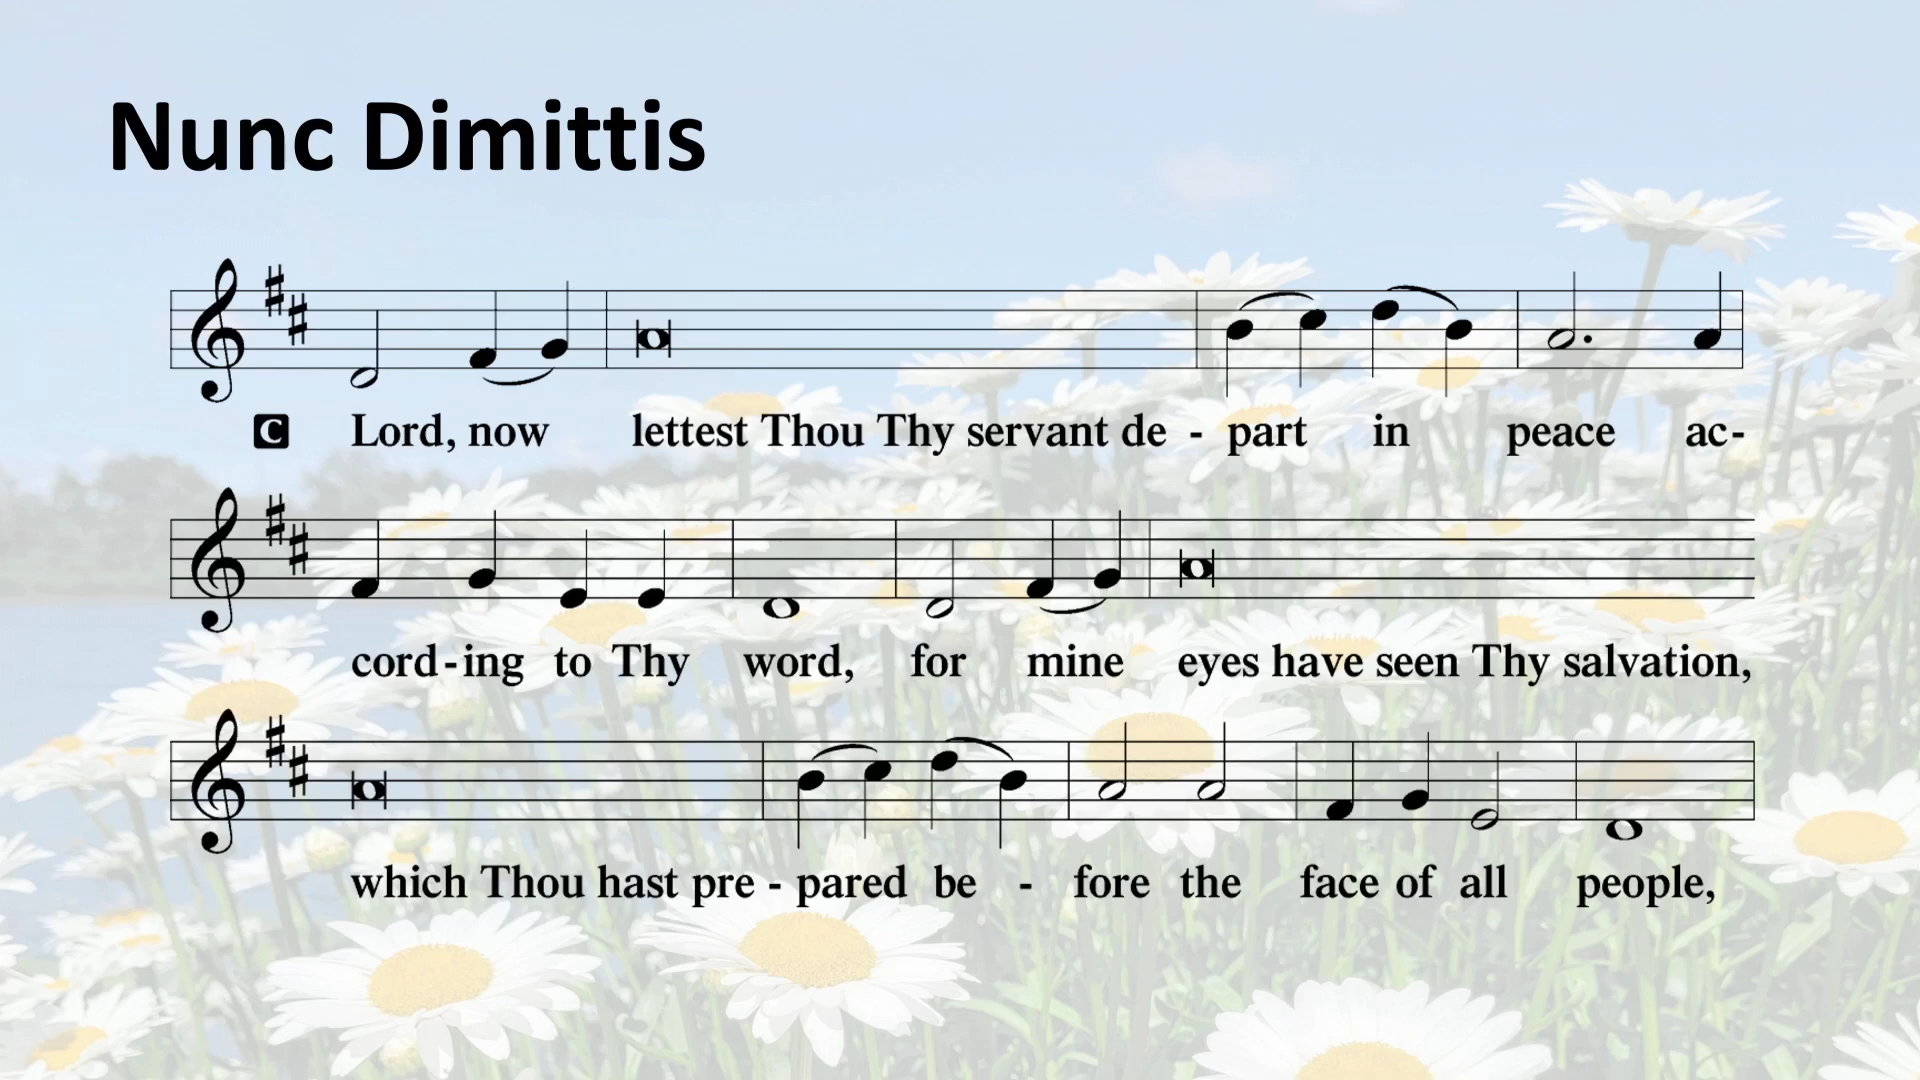 Nunc Dimittis
C Lord, now lettest Thou Thy servant de - part in peace ac-
cord - ing to Thy word, for mine eyes have seen Thy salvation,
which Thou hast pre - pared be - fore the face of all people,